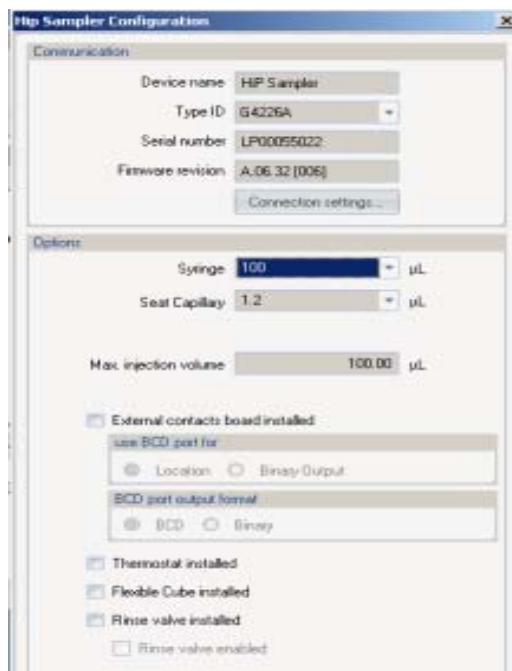 Hip Sampler Configuration
Communication
Device name HiP Sampler
Type ID G4226A
Serial number LP00055022
Firmware revision A.06.32 [006]
Connection settings...
Options
Syringe 100 µL
Seat Capillary 1.2 µL
Max. injection volume 100.00 µL
External contacts board installed
use BCD port for
Location Binary Output
BCD port output format
BCD Binary
Thermostat installed
Flexible Cube installed
Rinse valve installed
Rinse valve enabled